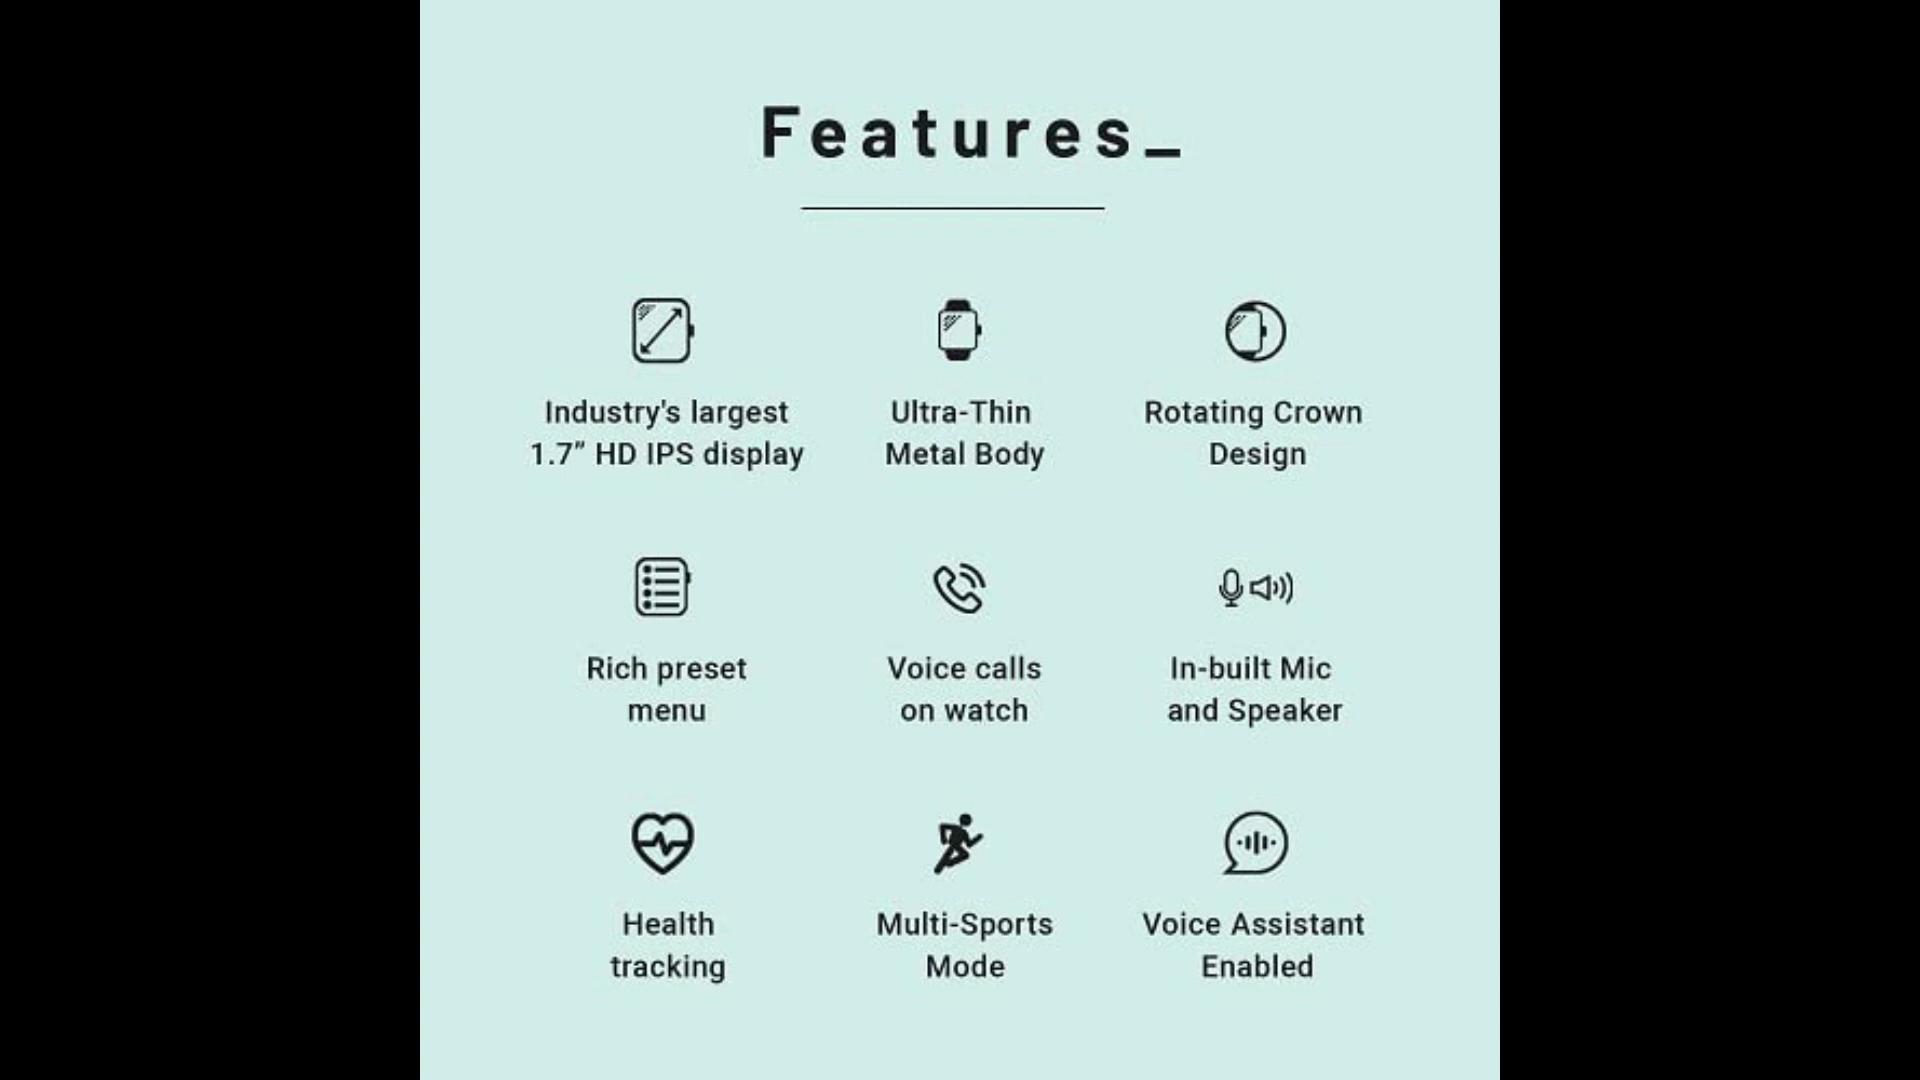 Features_
Industry's largest
1.7” HD IPS display
Ultra-Thin
Metal Body
Rotating Crown
Design
Rich preset
menu
Voice calls
on watch
In-built Mic
and Speaker
Health
tracking
Multi-Sports
Mode
Voice Assistant
Enabled